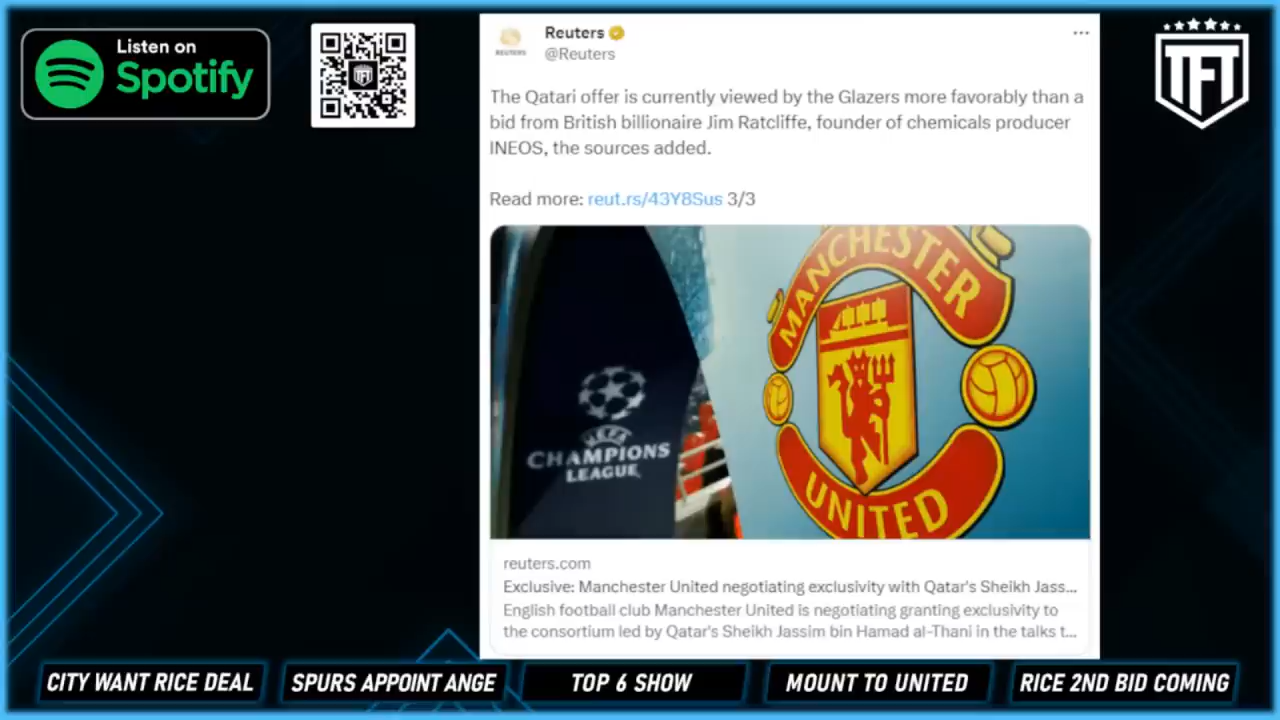 Listen on
Spotify
TFT
Reuters
@Reuters
REUTERS
The Qatari offer is currently viewed by the Glazers more favorably than a
bid from British billionaire Jim Ratcliffe, founder of chemicals producer
INEOS, the sources added.
Read more: reut.rs/43Y8Sus 3/3
MANCHESTER
UNITED
UEFA
CHAMPIONS
LEAGUE
reuters.com
Exclusive: Manchester United negotiating exclusivity with Qatar's Sheikh Jass...
English football club Manchester United is negotiating granting exclusivity to
the consortium led by Qatar's Sheikh Jassim bin Hamad al-Thani in the talks t...
TFT
CITY WANT RICE DEAL
SPURS APPOINT ANGE
TOP 6 SHOW
MOUNT TO UNITED
RICE 2ND BID COMING